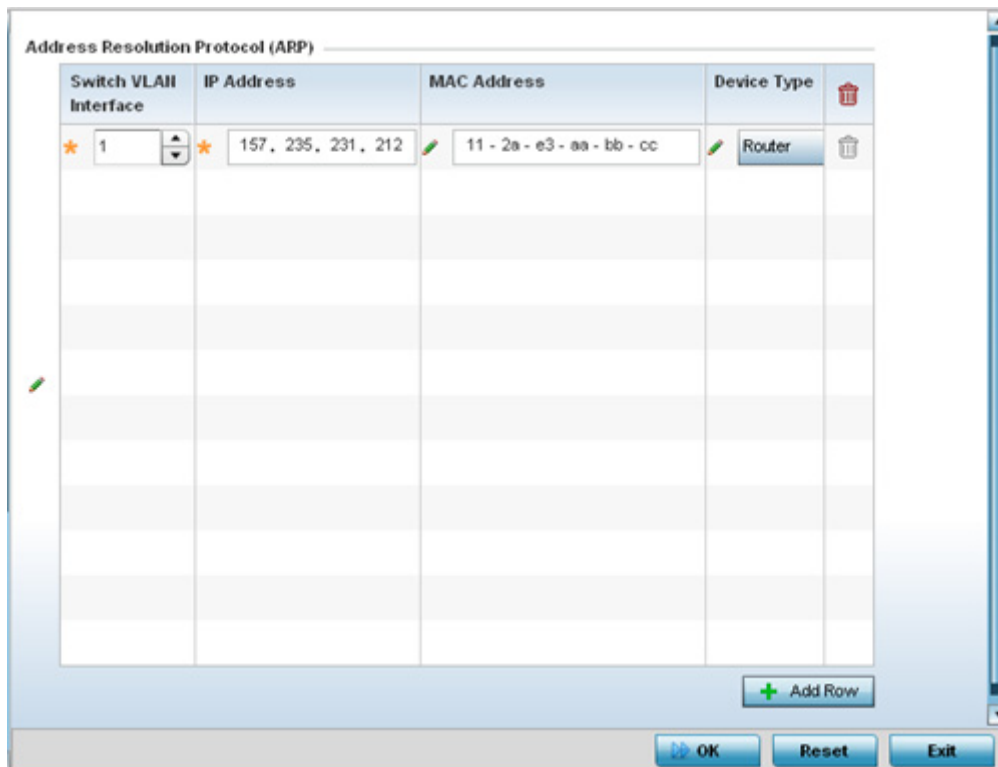 Address Resolution Protocol (ARP)
Switch VLAN Interface IP Address MAC Address Device Type
1 157. 235. 231. 212 11 - 2a - e3 - aa - bb - cc Router
Add Row
OK Reset Exit